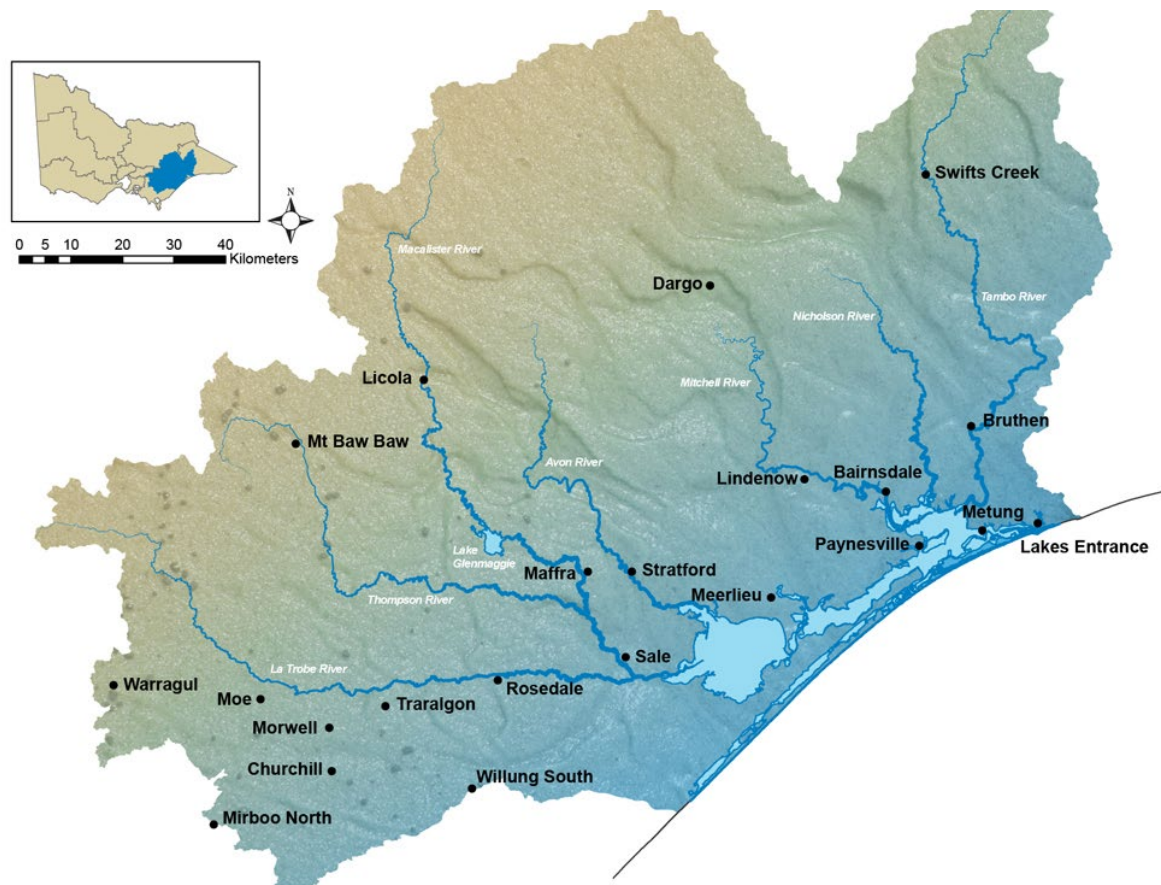 N
0 5 10 20 30 40
Kilometers
Swifts Creek
Macalister River
Dargo
Nicholson River
Tambo River
Licola
Mitchell River
Bruthen
Mt Baw Baw
Avon River
Lindenow
Bairnsdale
Metung
Paynesville
Lakes Entrance
Lake
Glenmaggie
Maffra
Stratford
Meerlieu
Thompson River
Sale
La Trobe River
Warragul
Moe
Rosedale
Traralgon
Morwell
Churchill
Willung South
Mirboo North